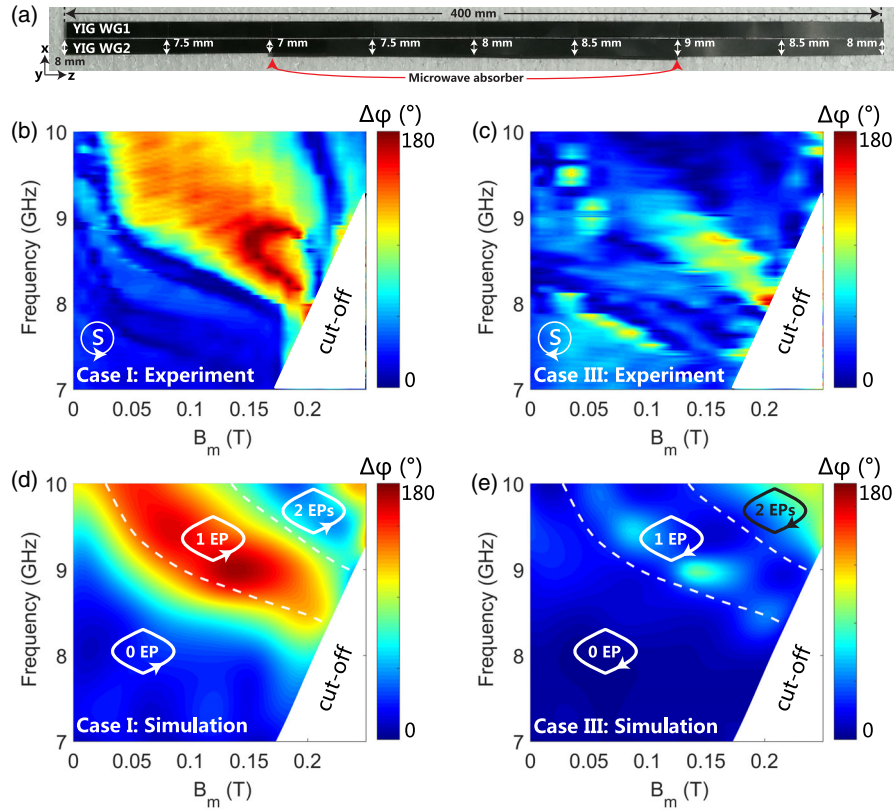 (a)
400 mm
YIG WG1
YIG WG2
7.5 mm
7 mm
7.5 mm
8 mm
8.5 mm
9 mm
8.5 mm
8 mm
8 mm
x
y
z
Microwave absorber
(b)
Δφ (°)
180
0
10
9
8
7
Frequency (GHz)
S
cut-off
Case I: Experiment
0
0.05
0.1
0.15
0.2
B_m (T)
(c)
Δφ (°)
180
0
10
9
8
7
Frequency (GHz)
S
cut-off
Case III: Experiment
0
0.05
0.1
0.15
0.2
B_m (T)
(d)
Δφ (°)
180
0
10
9
8
7
Frequency (GHz)
2 EPs
1 EP
0 EP
cut-off
Case I: Simulation
0
0.05
0.1
0.15
0.2
B_m (T)
(e)
Δφ (°)
180
0
10
9
8
7
Frequency (GHz)
2 EPs
1 EP
0 EP
cut-off
Case III: Simulation
0
0.05
0.1
0.15
0.2
B_m (T)